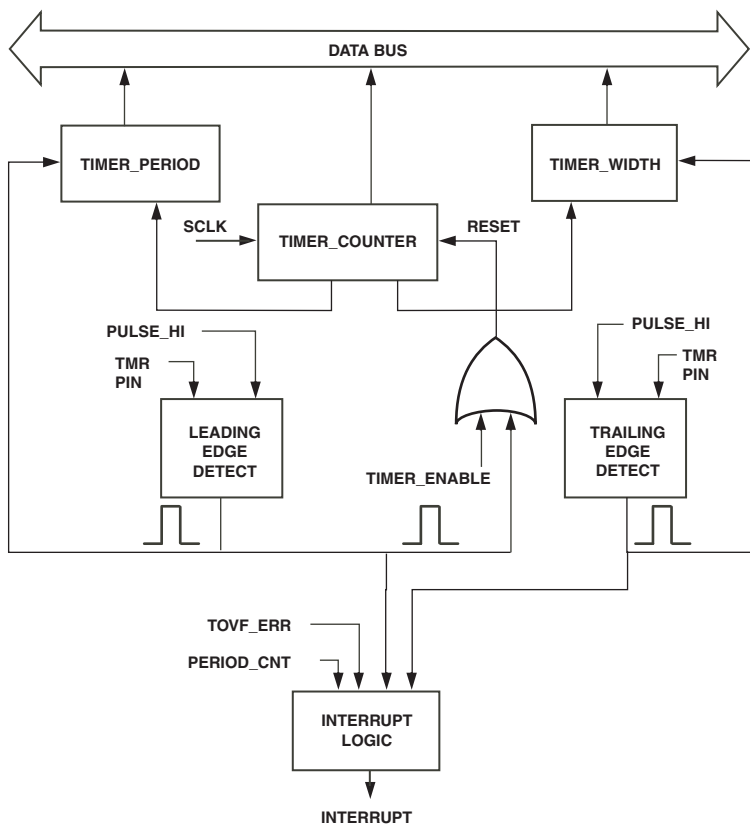 DATA BUS
TIMER_PERIOD
TIMER_WIDTH
SCLK
RESET
TIMER_COUNTER
PULSE_HI
PULSE_HI
TMR
PIN
TMR
PIN
LEADING
EDGE
DETECT
TRAILING
EDGE
DETECT
TIMER_ENABLE
TOVF_ERR
PERIOD_CNT
INTERRUPT
LOGIC
INTERRUPT